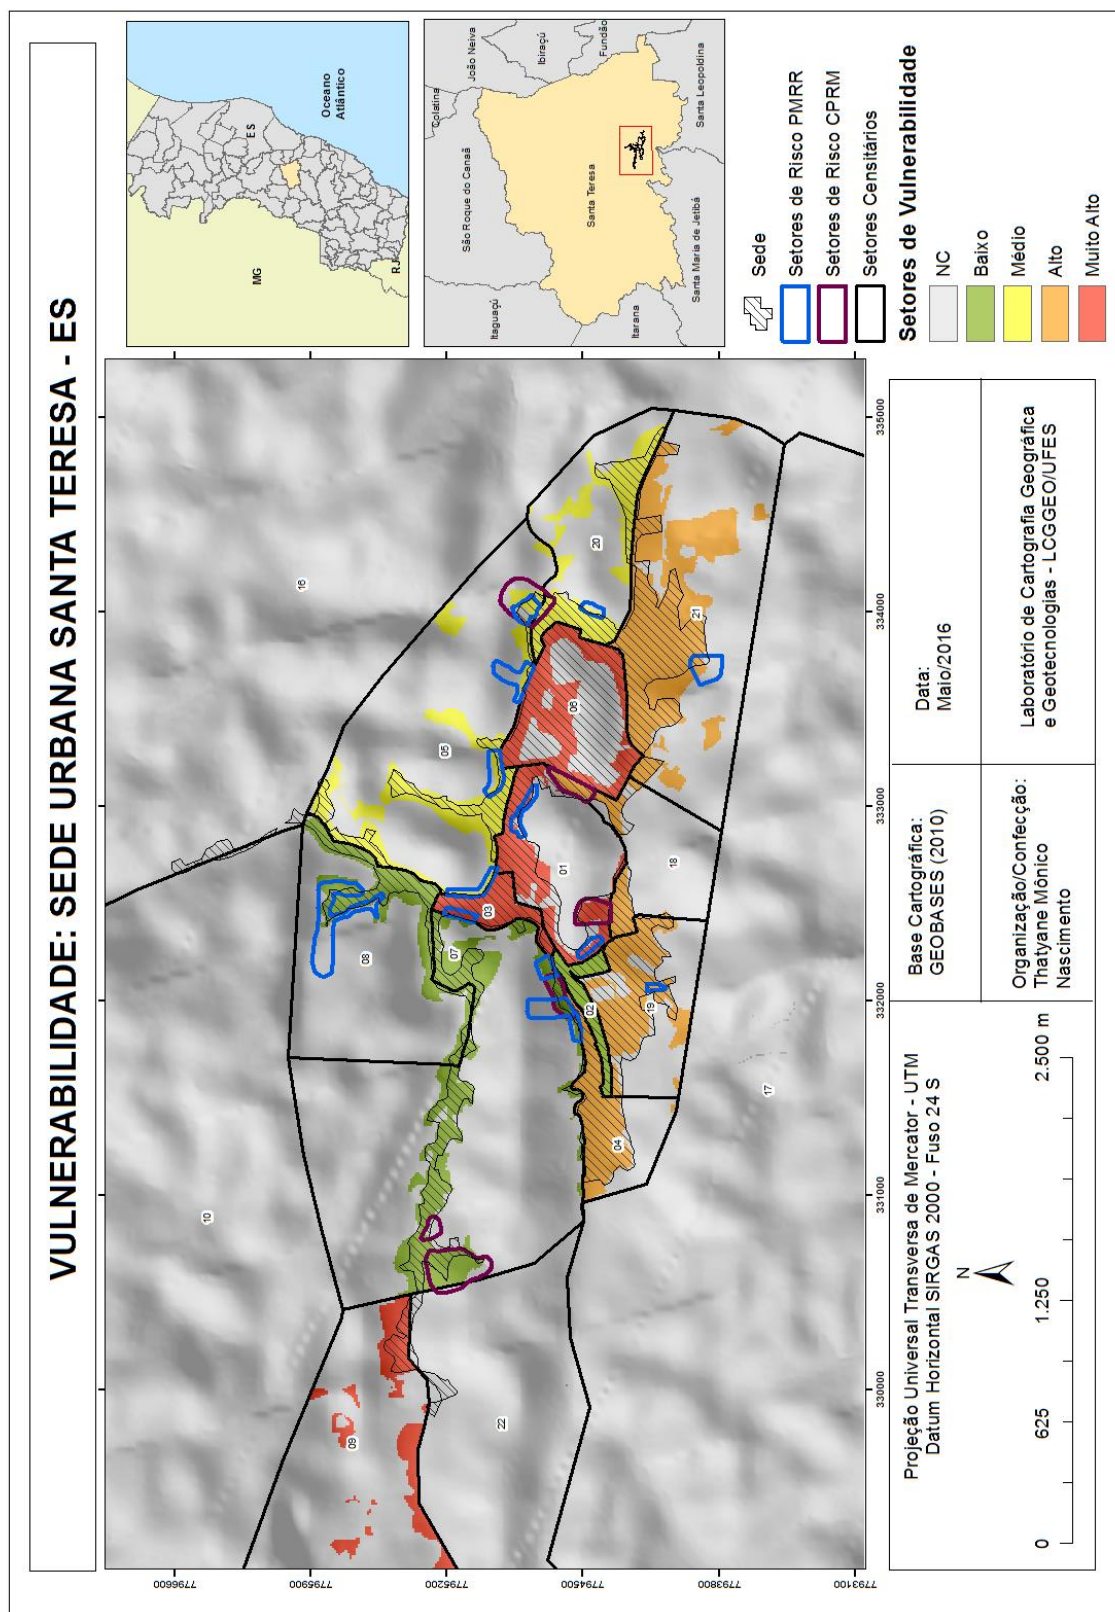 VULNERABILIDADE: SEDE URBANA SANTA TERESA - ES
MG
ES
RJ
Oceano
Atlântico
Colatina
João Neiva
Ibiraçú
Fundão
São Roque do Canaã
Itaguaçú
Santa Teresa
Itarana
Santa Maria de Jetibá
Santa Leopoldina
Sede
Setores de Risco PMRR
Setores de Risco CPRM
Setores Censitários
Setores de Vulnerabilidade
NC
Baixo
Médio
Alto
Muito Alto
7796600
7795900
7795200
7794500
7793800
7793100
330000
331000
332000
333000
334000
335000
10
16
05
20
08
07
03
06
01
21
02
18
19
04
17
09
22
Projeção Universal Transversa de Mercator - UTM
Datum Horizontal SIRGAS 2000 - Fuso 24 S
N
0
625
1.250
2.500 m
Base Cartográfica:
GEOBASES (2010)
Data:
Maio/2016
Organização/Confecção:
Thatyane Mônico
Nascimento
Laboratório de Cartografia Geográfica
e Geotecnologias - LCGGEO/UFES